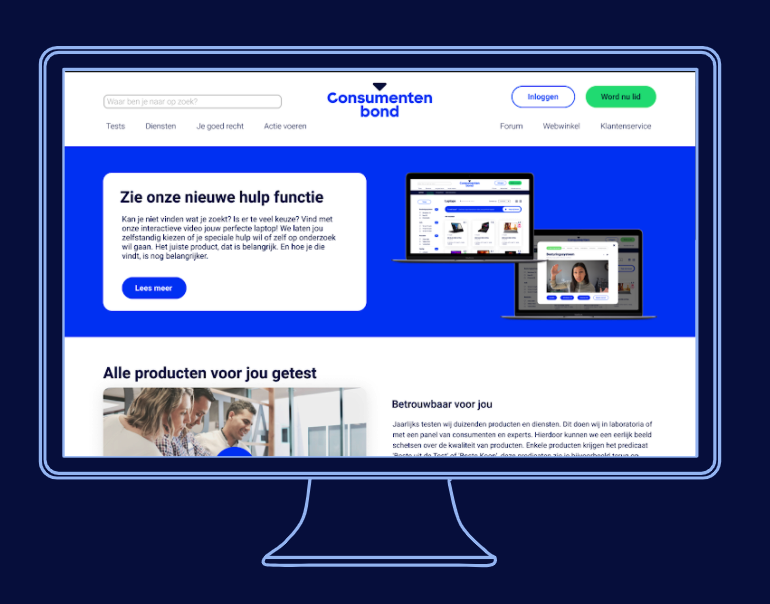 Waar ben je naar op zoek?
Consumenten
bond
Inloggen
Word nu lid
Tests
Diensten
Je goed recht
Actie voeren
Forum
Webwinkel
Klantenservice
Zie onze nieuwe hulp functie
Kan je niet vinden wat je zoekt? Is er te veel keuze? Vind met
onze interactieve video jouw perfecte laptop! We laten jou
zelfstandig kiezen of je speciale hulp wil of zelf op onderzoek
wil gaan. Het juiste product, dat is belangrijk. En hoe je die
vindt, is nog belangrijker.
Lees meer
Consumenten
bond
Alle producten voor jou getest
Betrouwbaar voor jou
Jaarlijks testen wij duizenden producten en diensten. Dit doen wij in laboratoria of
met een panel van consumenten en experts. Hierdoor kunnen we een eerlijk beeld
schetsen over de kwaliteit van producten. Enkele producten krijgen het predicaat
'Beste uit de Test' of 'Beste Koop', deze predicaten zie je bijvoorbeeld terug op